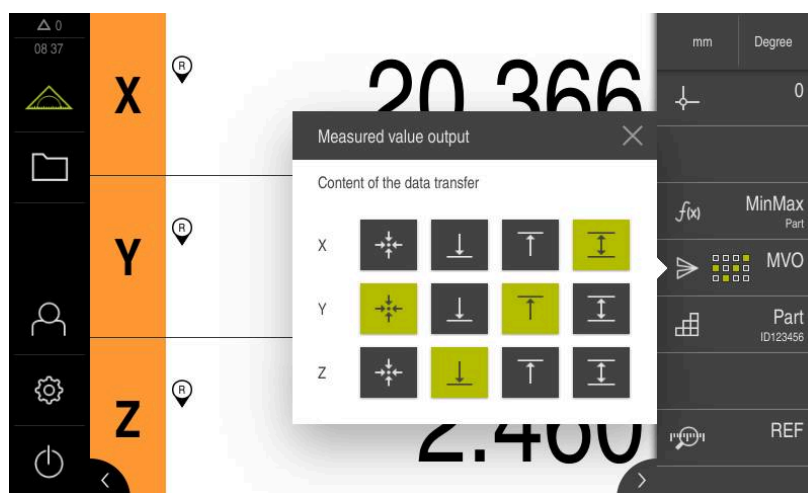 0
08 37
X
R
20.366
mm
Degree
0
Measured value output
Content of the data transfer
X
Y
Z
MinMax
Part
f(x)
MVO
Y
R
Part
ID123456
Z
R
2.460
REF